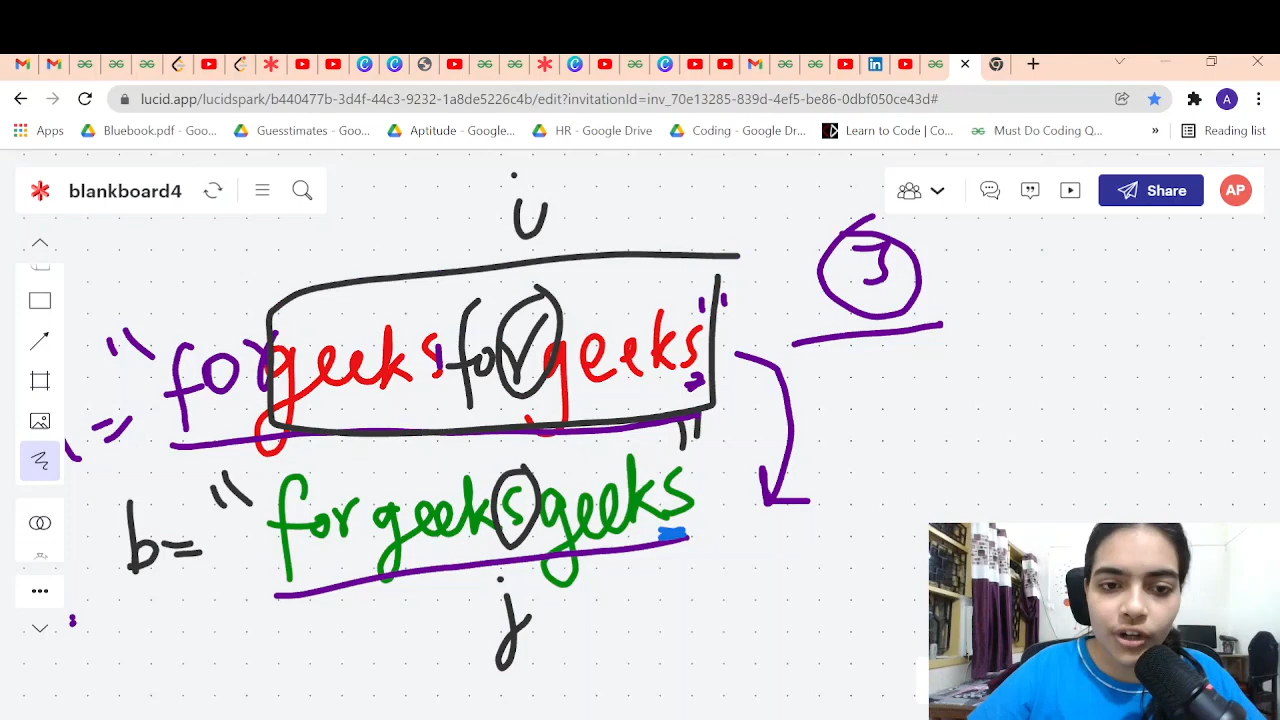 lucid.app/lucidspark/b440477b-3d4f-44c3-9232-1a8de5226c4b/edit?invitationId=inv_70e13285-839d-4ef5-be86-0dbf050ce43d#
A
Apps Bluebook.pdf - Goo... Guesstimates - Goo... Aptitude - Google... HR - Google Drive Coding - Google Dr... Learn to Code | Co... Must Do Coding Q... » Reading list
blankboard4 Share AP
i
3
= "forgeeksforgeeks"
b= "forgeeksgeeks"
j